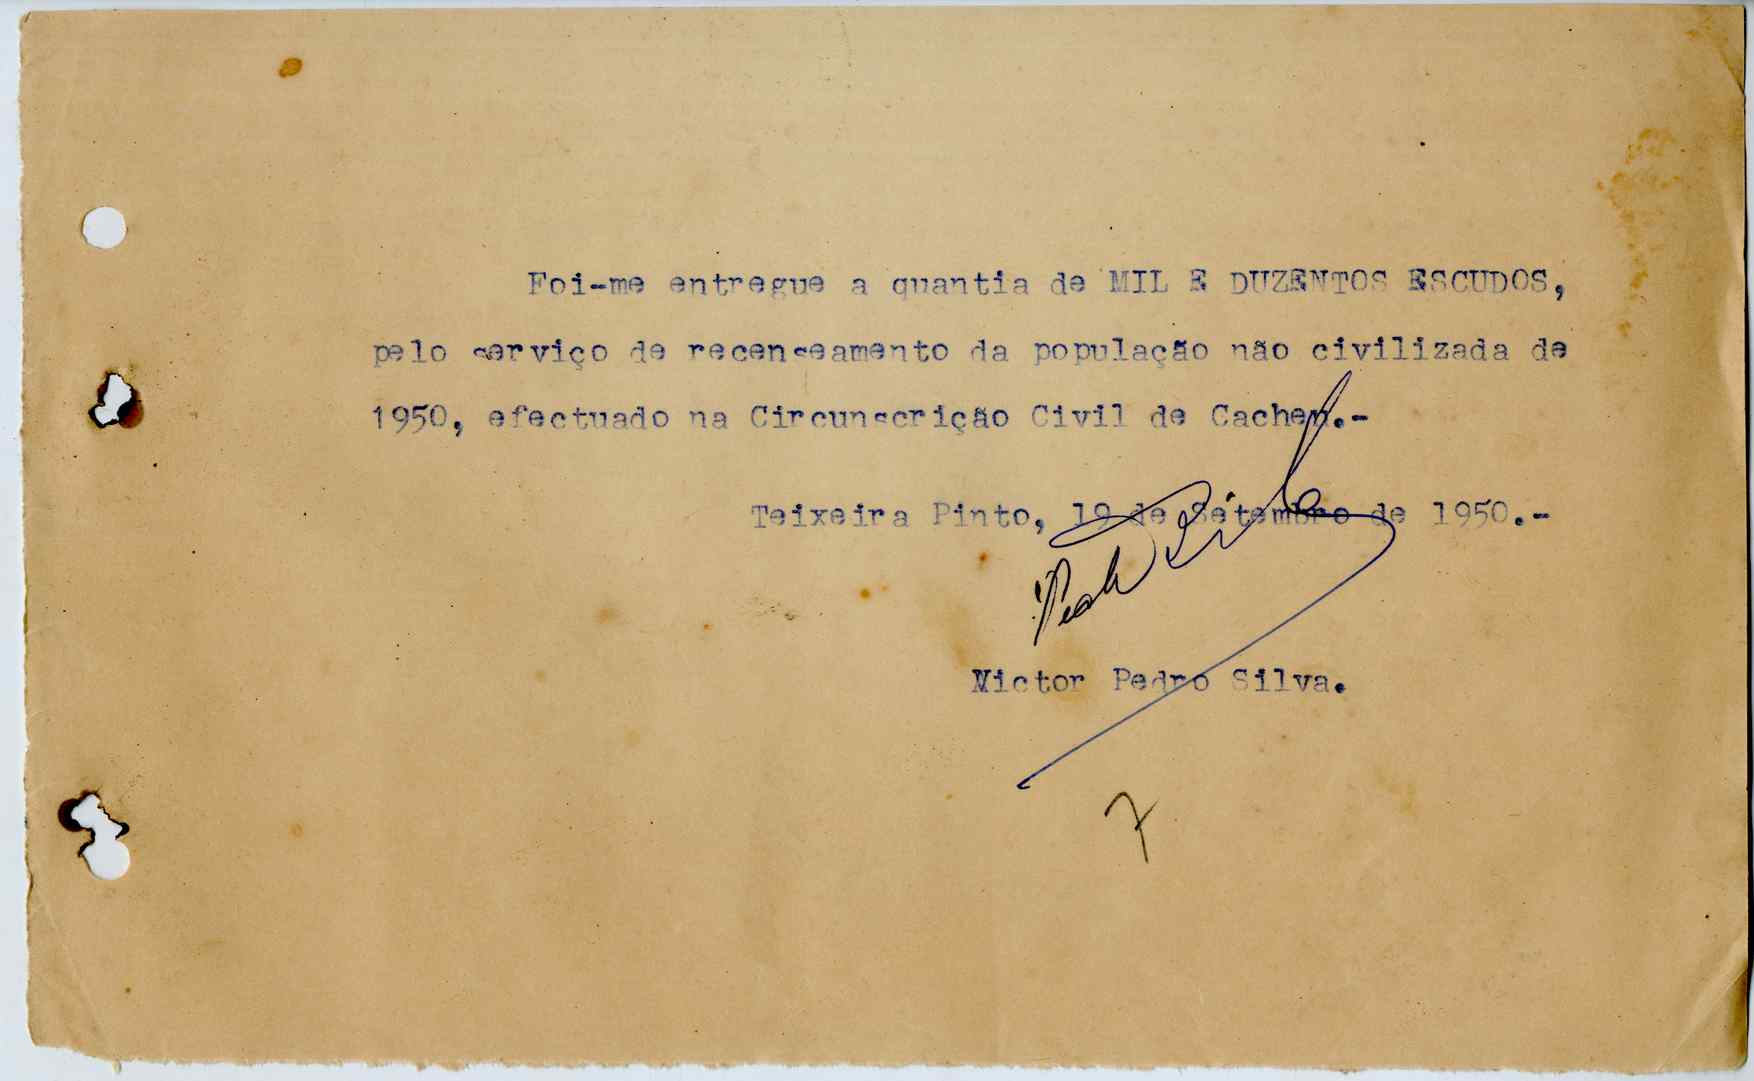 Foi-me entregue a quantia de MIL E DUZENTOS ESCUDOS,
pelo serviço de recenseamento da população não civilizada de
1950, efectuado na Circunscrição Civil de Cacheu.-
Teixeira Pinto, 19 de Setembro de 1950.-
Victor Pedro Silva.
7